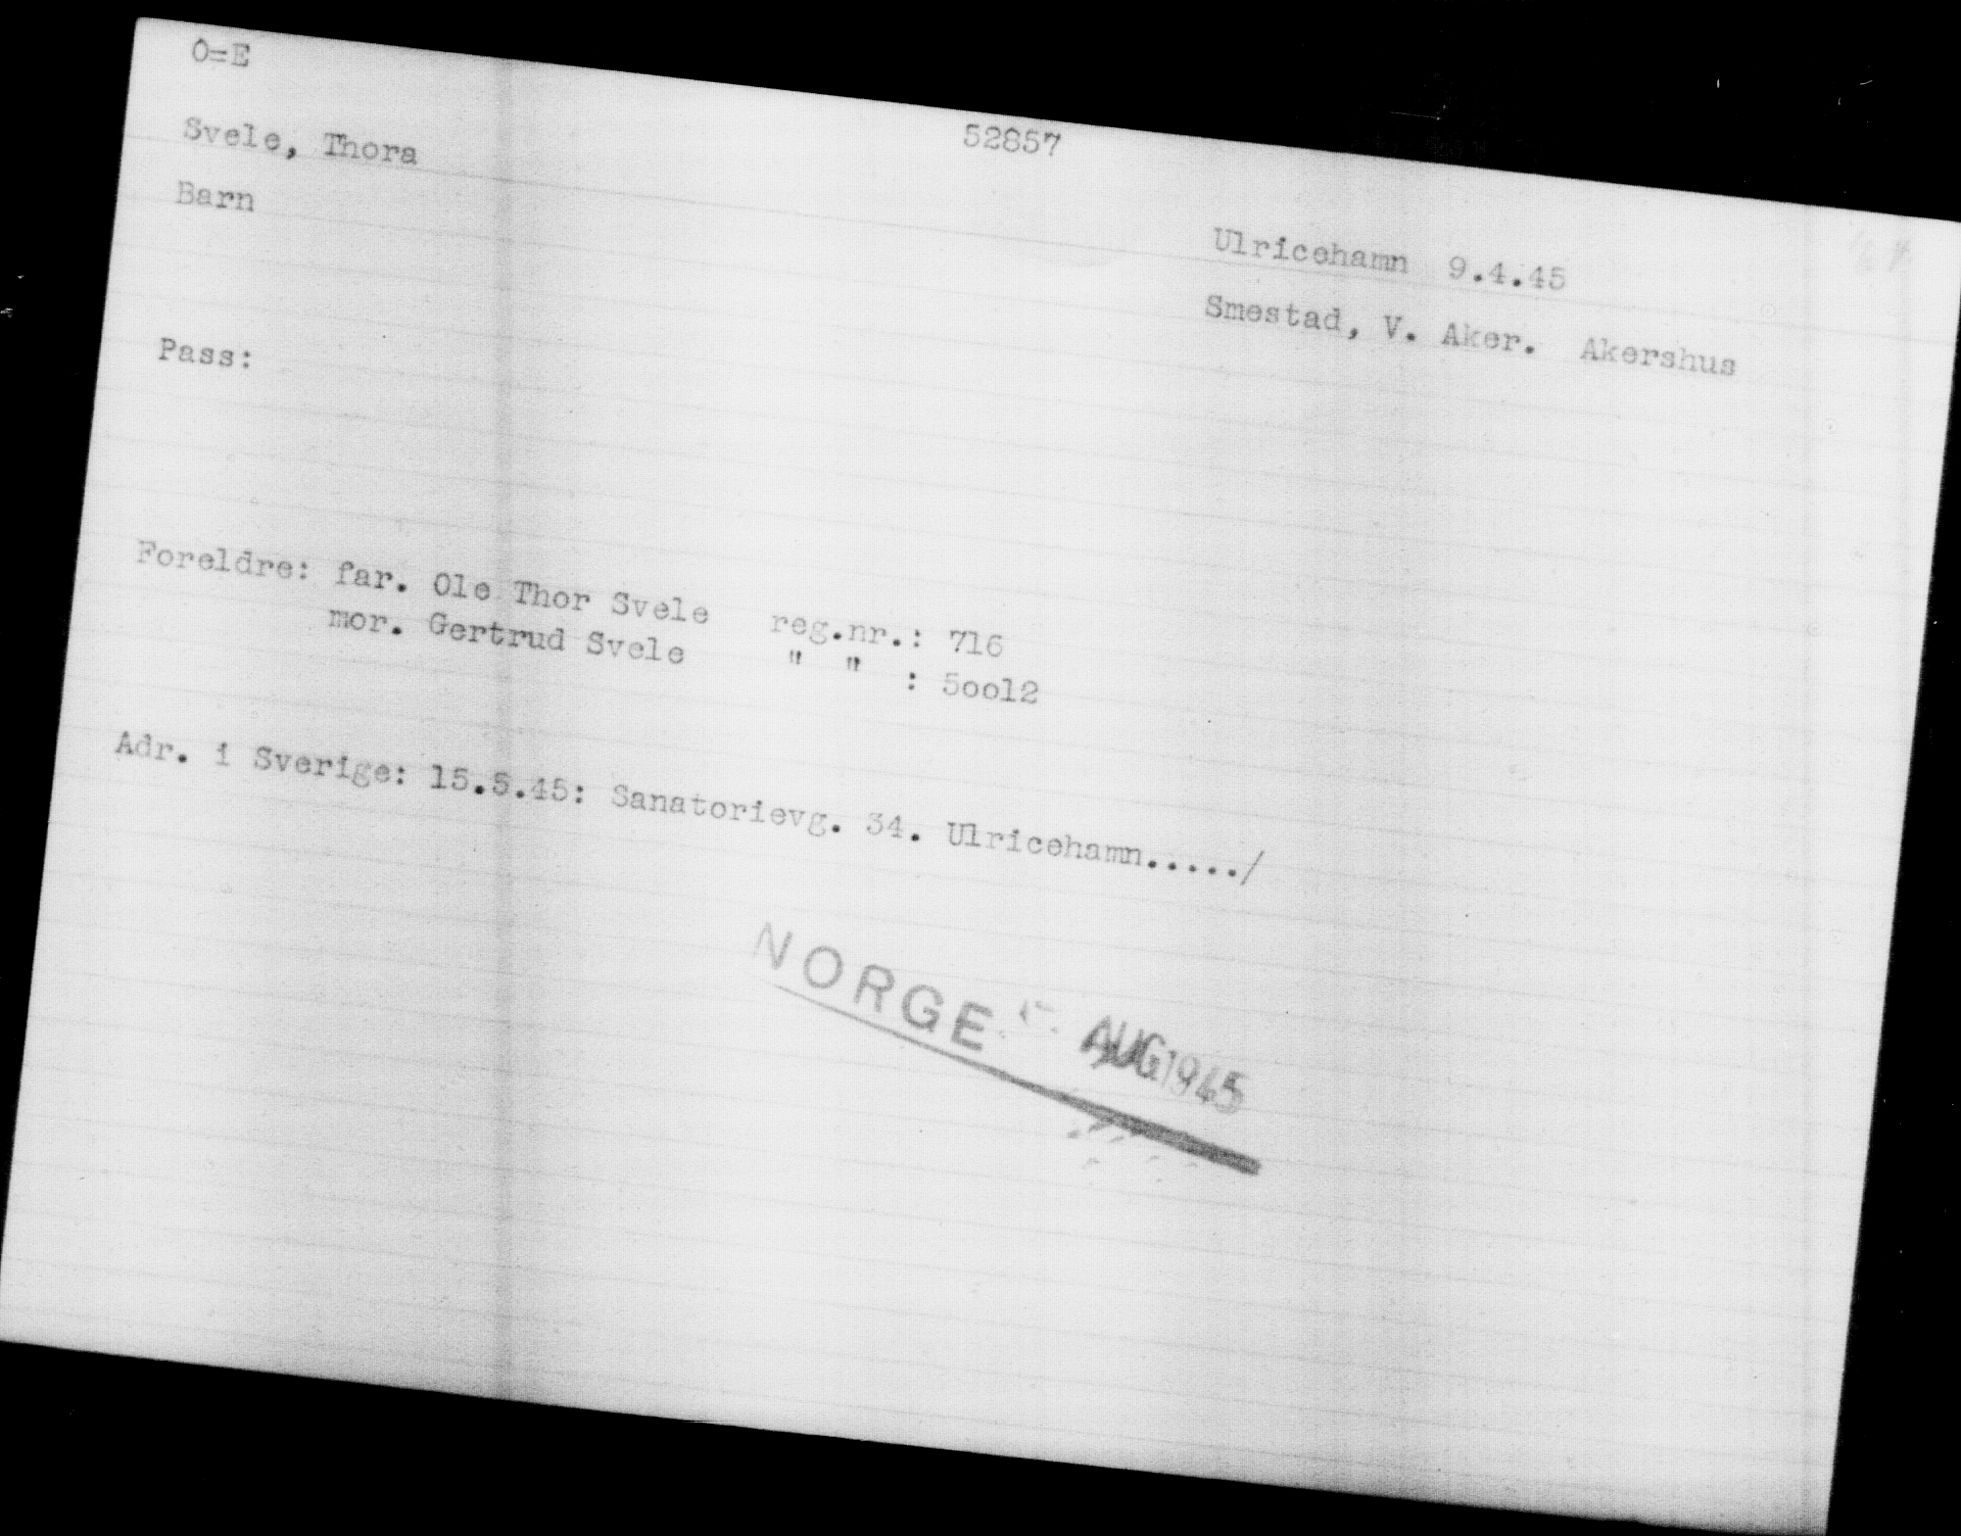 O=E
Svele, Thora 52857
Barn
Ulricehamn 9.4.45
Smestad, V. Aker. Akershus
Pass:
Foreldre: far. Ole Thor Svele reg.nr.: 716
mor. Gertrud Svele " " : 5oo12
Adr. i Sverige: 15.5.45: Sanatorievg. 34. Ulricehamn...../
NORGE AUG 1945